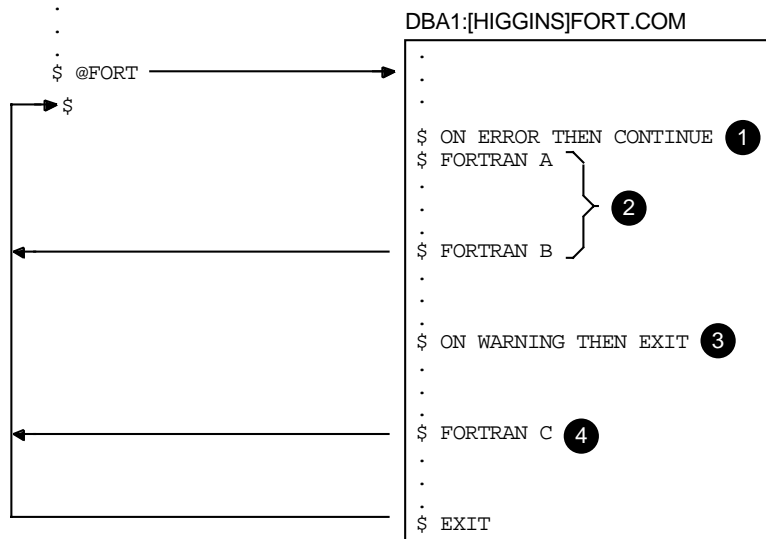 DBA1:[HIGGINS]FORT.COM
.
.
.
$ @FORT
$
.
.
.
$ ON ERROR THEN CONTINUE 1
$ FORTRAN A
.
.
.
2
$ FORTRAN B
.
.
.
$ ON WARNING THEN EXIT 3
.
.
.
$ FORTRAN C 4
.
.
.
$ EXIT